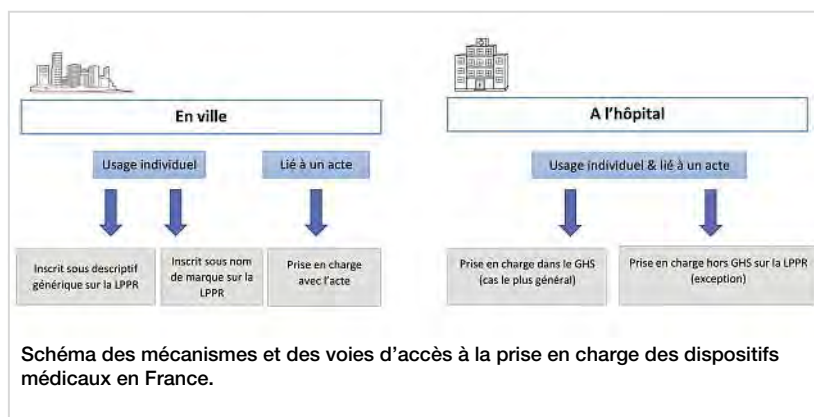 En ville
Usage individuel
Lié à un acte
Inscrit sous descriptif
générique sur la LPPR
Inscrit sous nom
de marque sur la
LPPR
Prise en charge
avec l'acte
A l'hôpital
Usage individuel & lié à un acte
Prise en charge dans le GHS
(cas le plus général)
Prise en charge hors GHS sur la LPPR
(exception)
Schéma des mécanismes et des voies d'accès à la prise en charge des dispositifs
médicaux en France.